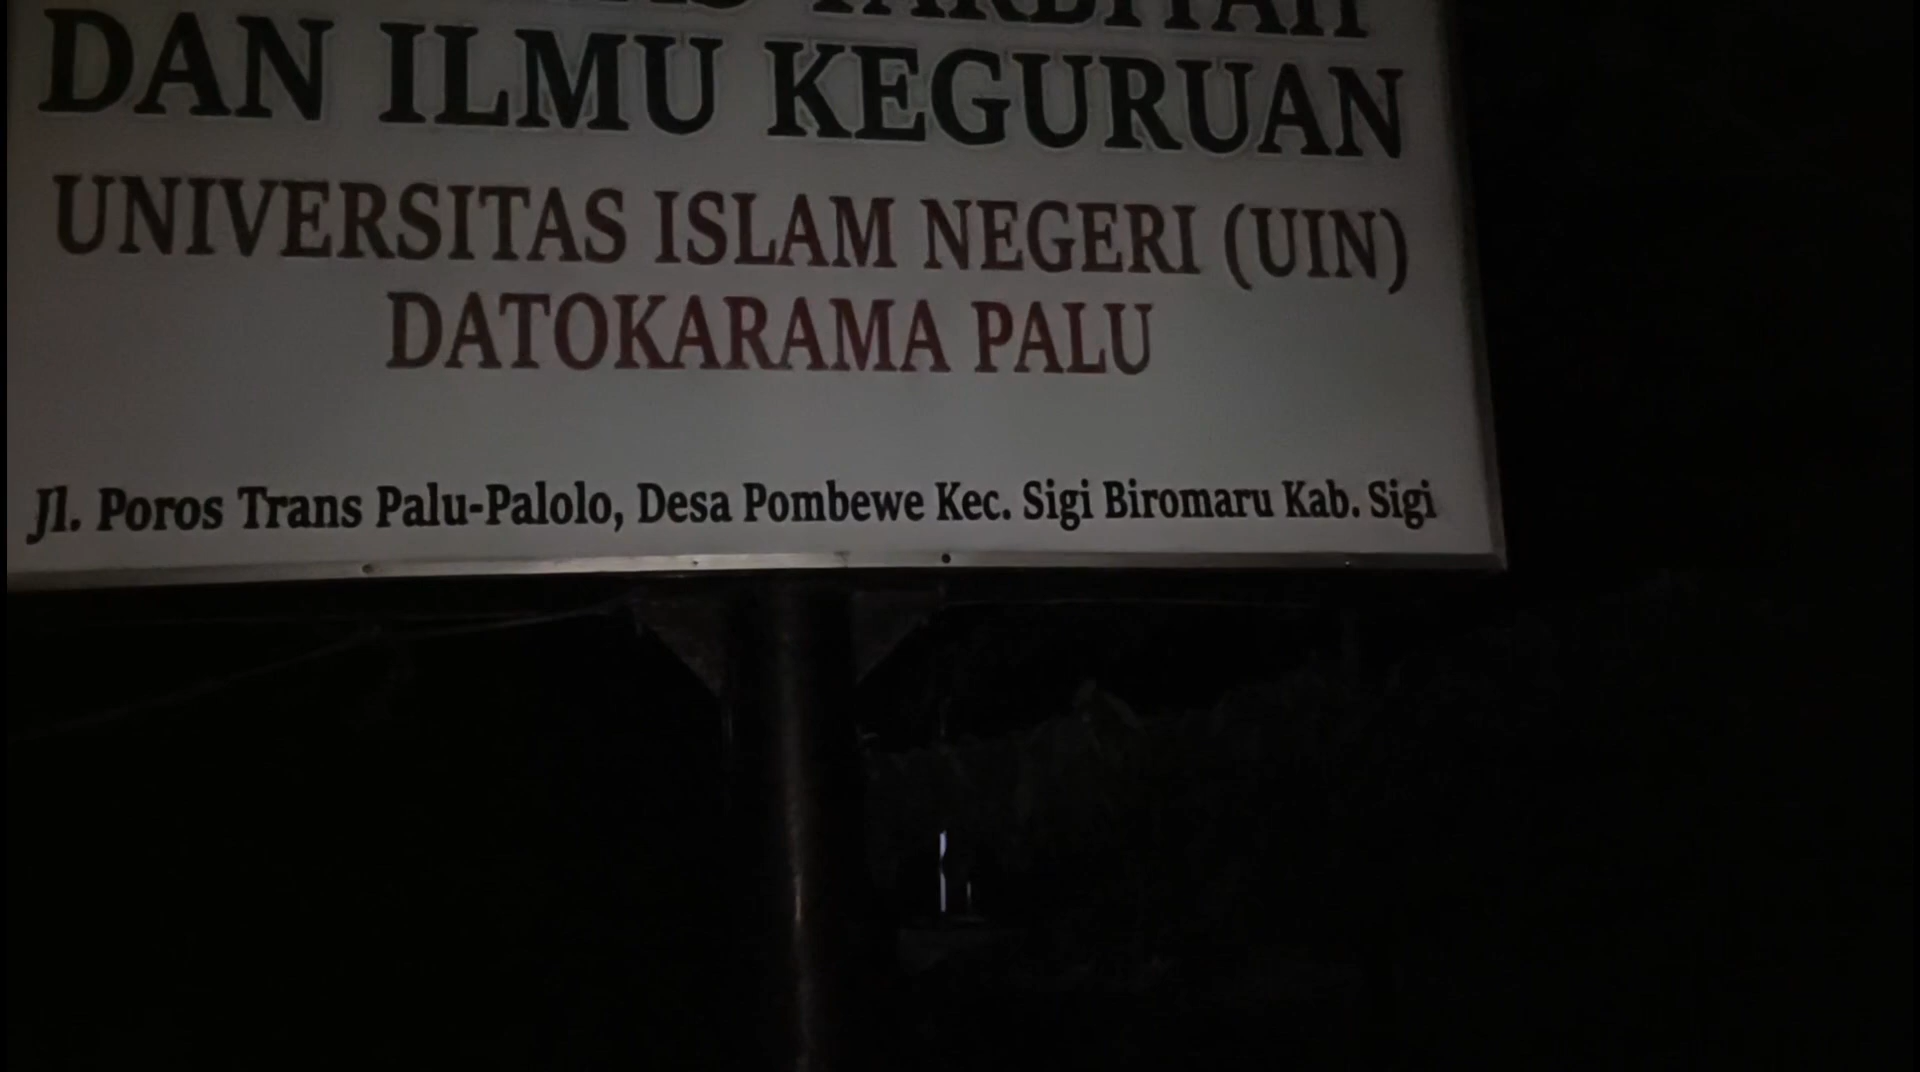 TARBIYAH
DAN ILMU KEGURUAN
UNIVERSITAS ISLAM NEGERI (UIN)
DATOKARAMA PALU
Jl. Poros Trans Palu-Palolo, Desa Pombewe Kec. Sigi Biromaru Kab. Sigi